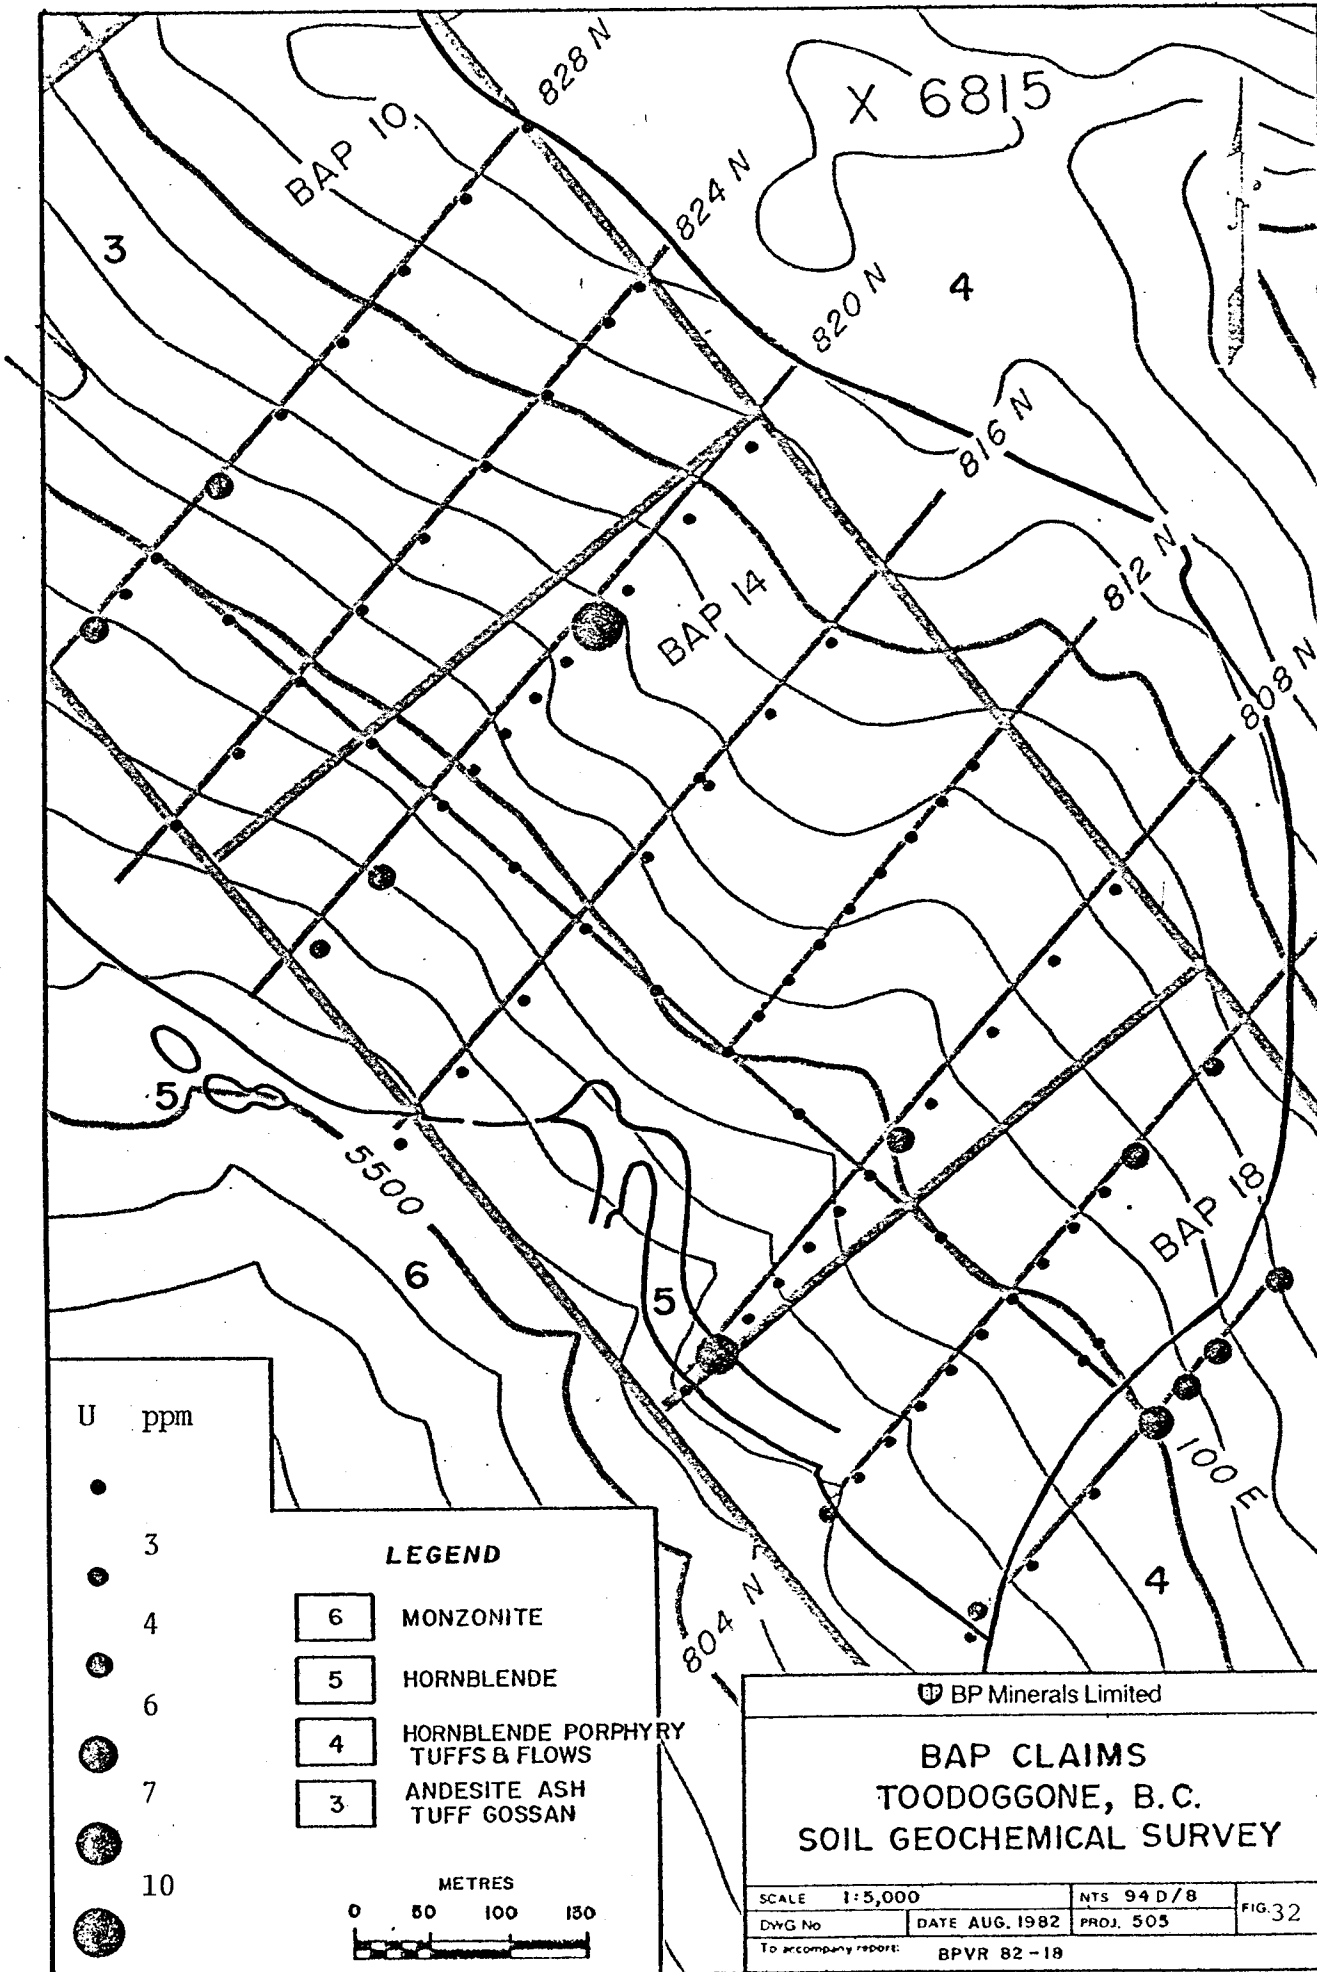 828 N
X 6815
BAP 10
824 N
3
820 N
4
816 N
BAP 14
812 N
808 N
5
5500
BAP 18
6
5
100 E
4
804 N
U ppm
3
4
6
7
10
LEGEND
6 MONZONITE
5 HORNBLENDE
4 HORNBLENDE PORPHYRY
TUFFS & FLOWS
3 ANDESITE ASH
TUFF GOSSAN
METRES
0 50 100 150
BP Minerals Limited
BAP CLAIMS
TOODOGGONE, B.C.
SOIL GEOCHEMICAL SURVEY
SCALE 1:5,000
NTS 94 D/8
FIG. 32
DWG No
DATE AUG. 1982
PROJ. 505
To accompany report: BPVR 82-18